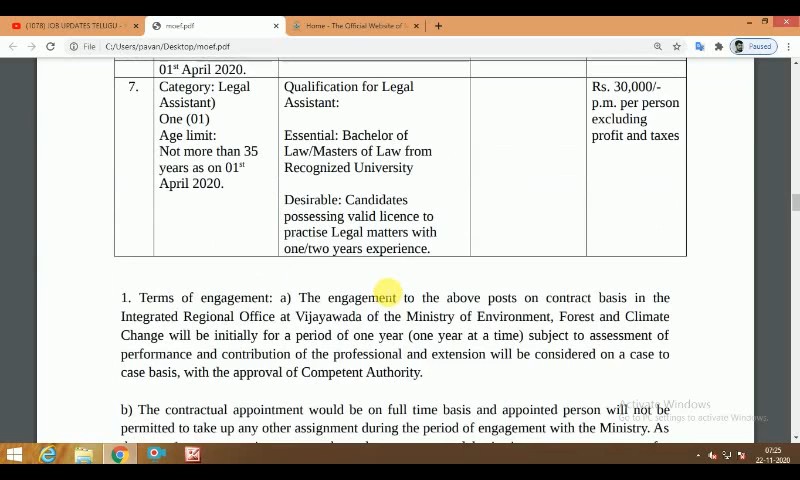 (1078) JOB UPDATES TELUGU -
moef.pdf
Home - The Official Website of
Paused
File
C:/Users/pavan/Desktop/moef.pdf
01st April 2020.
7.
Category: Legal
Assistant)
One (01)
Age limit:
Not more than 35
years as on 01st
April 2020.
Qualification for Legal
Assistant:
Essential: Bachelor of
Law/Masters of Law from
Recognized University
Desirable: Candidates
possessing valid licence to
practise Legal matters with
one/two years experience.
Rs. 30,000/-
p.m. per person
excluding
profit and taxes
1. Terms of engagement: a) The engagement to the above posts on contract basis in the
Integrated Regional Office at Vijayawada of the Ministry of Environment, Forest and Climate
Change will be initially for a period of one year (one year at a time) subject to assessment of
performance and contribution of the professional and extension will be considered on a case to
case basis, with the approval of Competent Authority.
b) The contractual appointment would be on full time basis and appointed person will not be
permitted to take up any other assignment during the period of engagement with the Ministry. As
Activate Windows
Go to PC settings to activate Windows.
07:25
22-11-2020